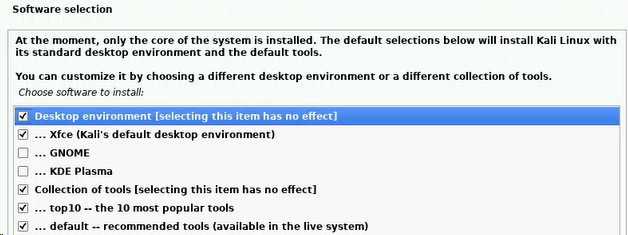 Software selection
At the moment, only the core of the system is installed. The default selections below will install Kali Linux with
its standard desktop environment and the default tools.
You can customize it by choosing a different desktop environment or a different collection of tools.
Choose software to install:
Desktop environment [selecting this item has no effect]
... Xfce (Kali's default desktop environment)
... GNOME
... KDE Plasma
Collection of tools [selecting this item has no effect]
... top10 -- the 10 most popular tools
... default -- recommended tools (available in the live system)